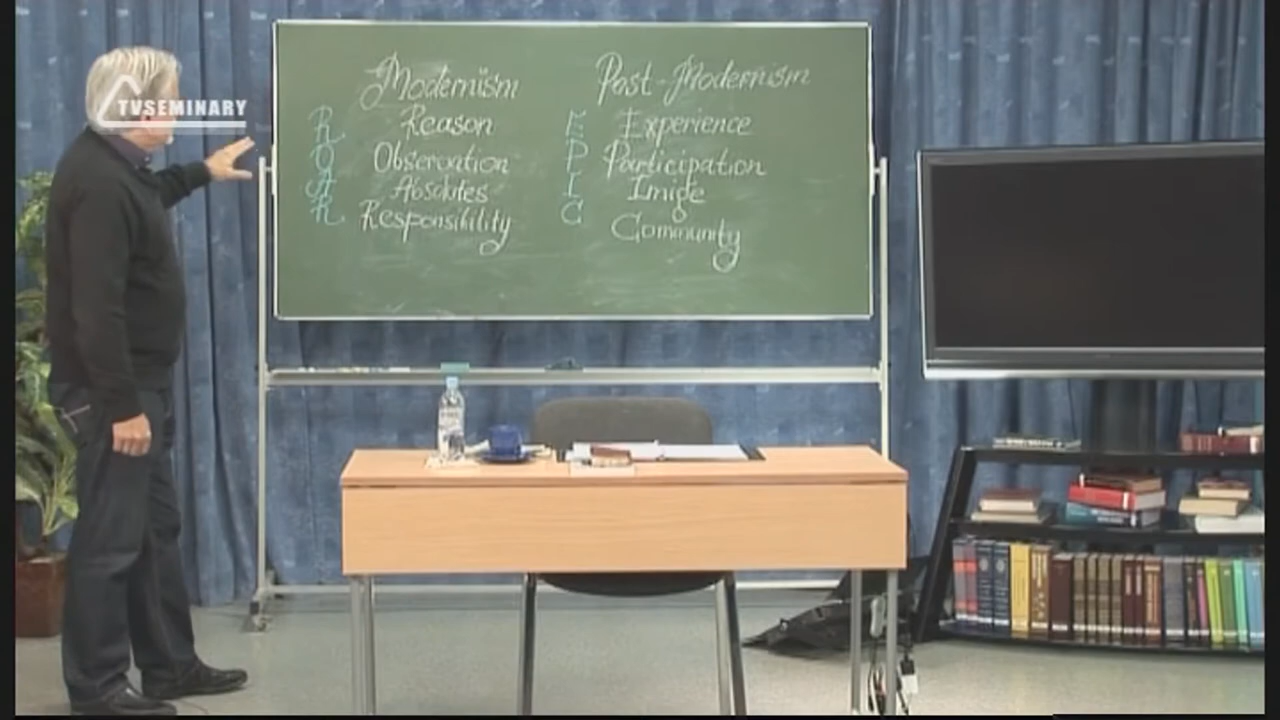 TVSEMINARY
Modernism
Post-Modernism
R Reason
O Observation
A Absolutes
R Responsibility
E Experience
P Participation
I Image
C Community